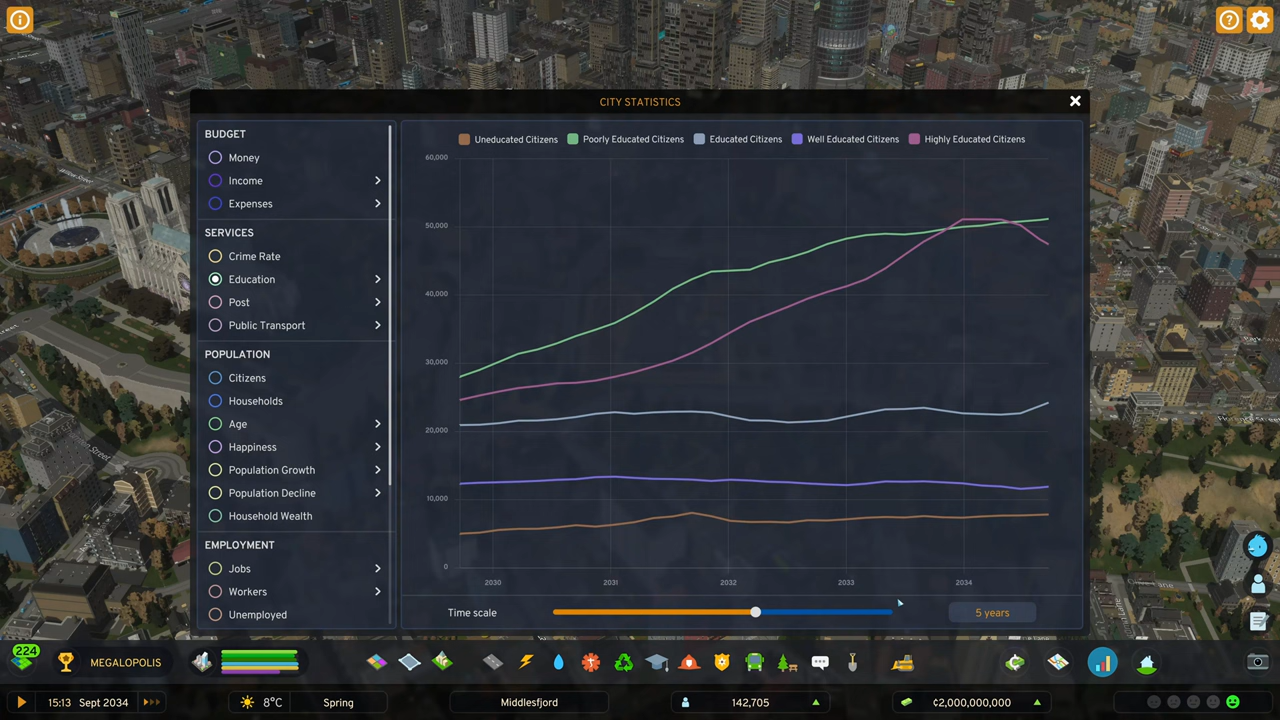 CITY STATISTICS
BUDGET
Money
Income
Expenses
SERVICES
Crime Rate
Education
Post
Public Transport
POPULATION
Citizens
Households
Age
Happiness
Population Growth
Population Decline
Household Wealth
EMPLOYMENT
Jobs
Workers
Unemployed
Uneducated Citizens Poorly Educated Citizens Educated Citizens Well Educated Citizens Highly Educated Citizens
60,000
50,000
40,000
30,000
20,000
10,000
0
2030 2031 2032 2033 2034
Time scale 5 years
224
MEGALOPOLIS
15:13 Sept 2034 8°C Spring Middlesfjord 142,705 ¢2,000,000,000